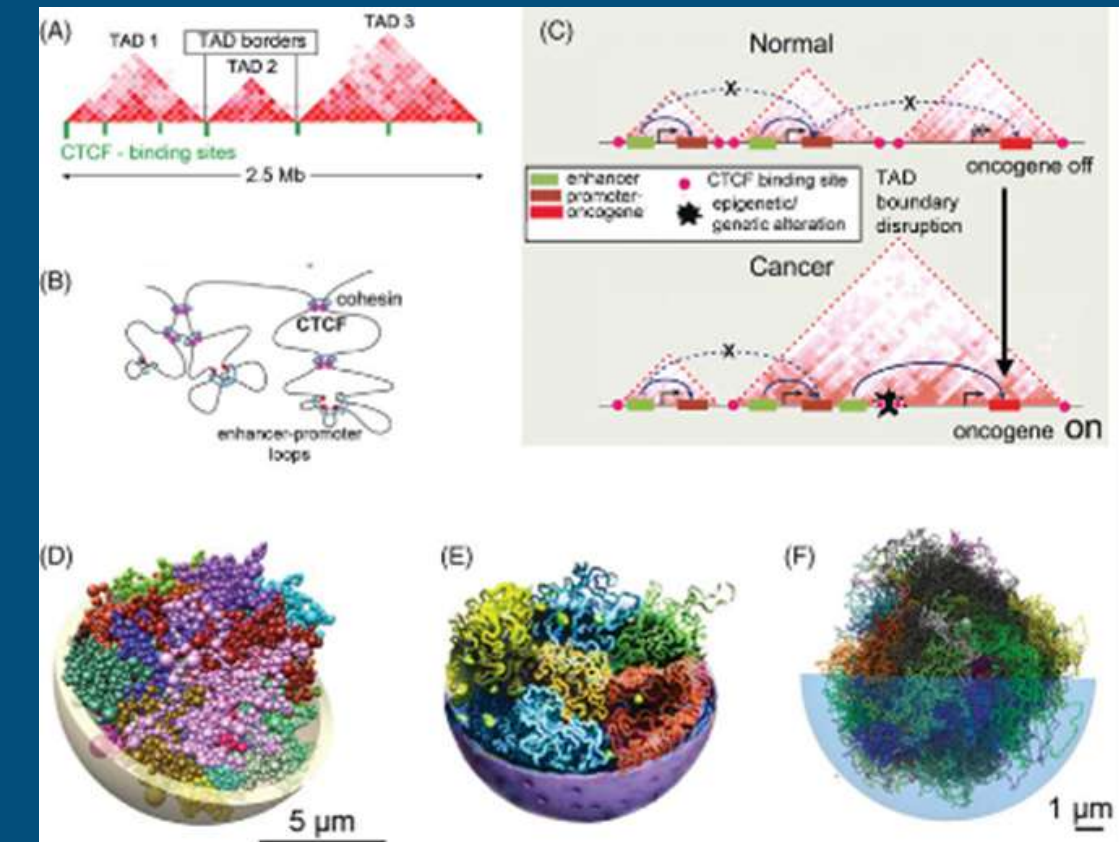 (A)
TAD 1
TAD borders
TAD 2
TAD 3
CTCF - binding sites
2.5 Mb
(B)
cohesin
CTCF
enhancer-promoter
loops
(C)
Normal
X
X
oncogene off
enhancer
promoter-
oncogene
CTCF binding site
epigenetic/
genetic alteration
TAD
boundary
disruption
Cancer
X
oncogene on
(D)
5 µm
(E)
(F)
1 µm